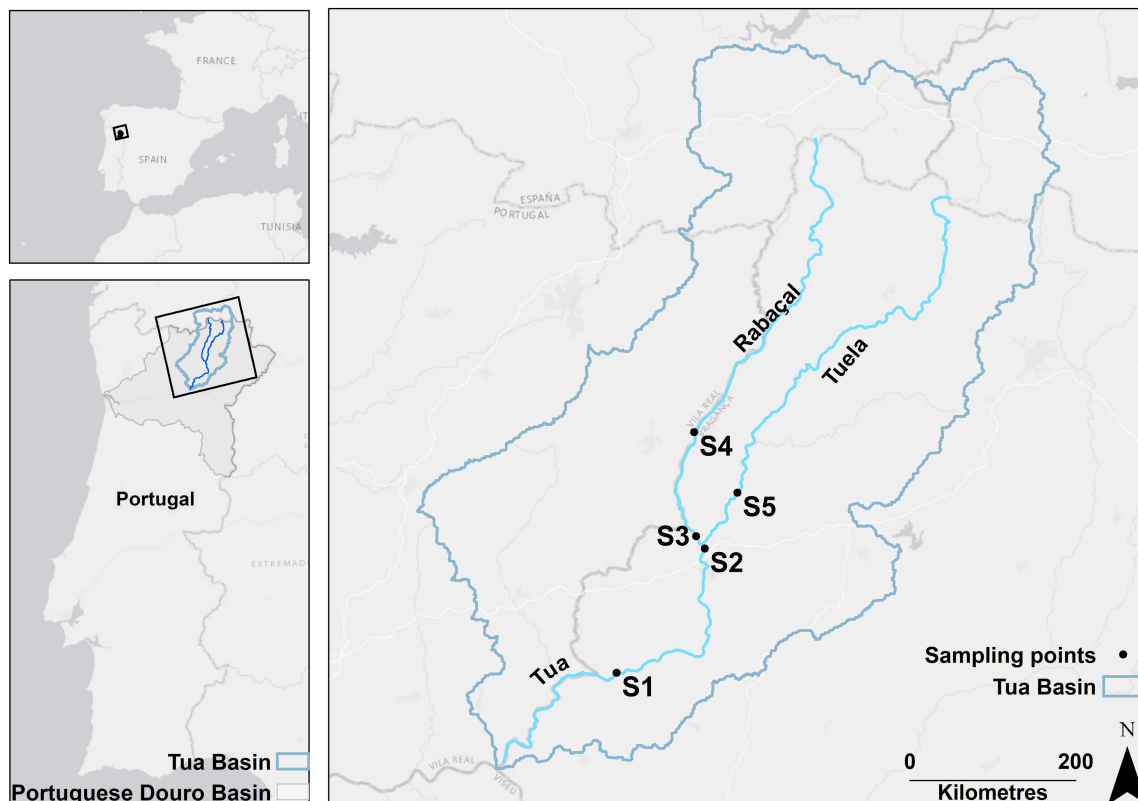 FRANCE
SPAIN
TUNISIA
Portugal
Tua Basin
Portuguese Douro Basin
ESPAÑA
PORTUGAL
Rabaçal
Tuela
VILA REAL
BRAGANÇA
S4
S5
S3
S2
Tua
S1
Sampling points
Tua Basin
VILA REAL
VISEU
0 200
Kilometres
N